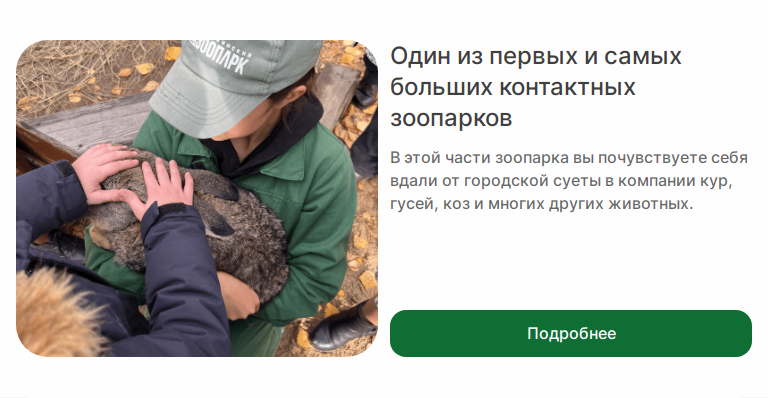 ЗООПАРК
Один из первых и самых
больших контактных
зоопарков
В этой части зоопарка вы почувствуете себя
вдали от городской суеты в компании кур,
гусей, коз и многих других животных.
Подробнее